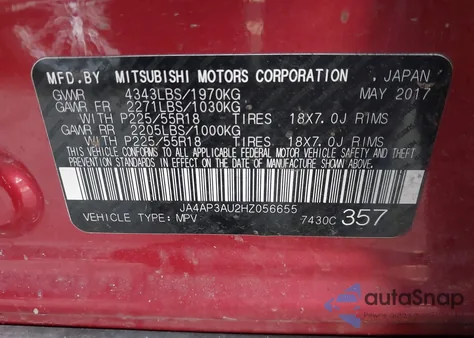 MFD.BY MITSUBISHI MOTORS CORPORATION / JAPAN
GVWR 4343LBS/1970KG MAY 2017
GAWR FR 2271LBS/1030KG
WITH P225/55R18 TIRES 18X7.0J RIMS
GAWR RR 2205LBS/1000KG
WITH P225/55R18 TIRES 18X7.0J RIMS
THIS VEHICLE CONFORMS TO ALL APPLICABLE FEDERAL MOTOR VEHICLE SAFETY AND THEFT
PREVENTION STANDARDS IN EFFECT ON THE DATE OF MANUFACTURE SHOWN ABOVE.
JA4AP3AU2HZ056655
VEHICLE TYPE: MPV 7430C 357
autoSnap